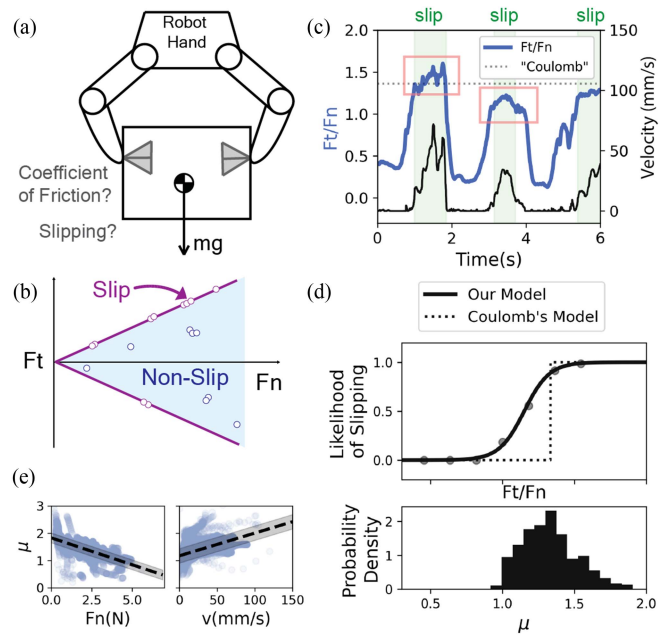 (a)
Robot
Hand
Coefficient
of Friction?
Slipping?
mg
(b)
Slip
Ft
Non-Slip
Fn
(c)
slip
slip
slip
Ft/Fn
"Coulomb"
2.0
1.5
1.0
0.5
0.0
Ft/Fn
150
100
50
0
Velocity (mm/s)
0
2
4
6
Time(s)
(d)
Our Model
Coulomb's Model
1.0
0.5
0.0
Likelihood
of Slipping
Ft/Fn
2
1
0
Probability
Density
0.5
1.0
1.5
2.0
μ
(e)
3
2
1
0
μ
0.0
2.5
5.0
Fn(N)
0
50
100
150
v(mm/s)